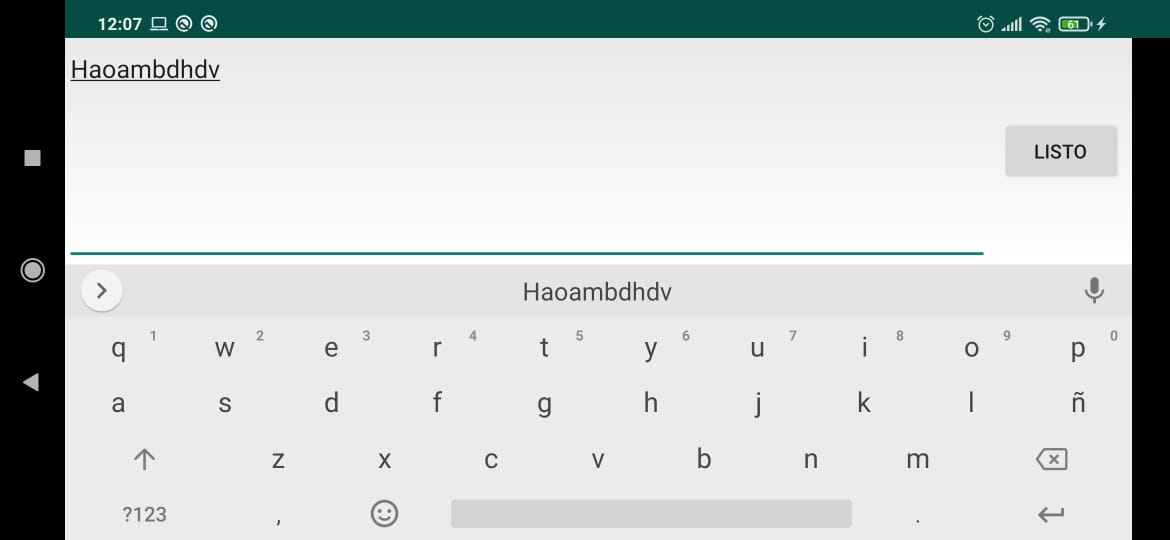 12:07
61
Haoambdhdv
LISTO
Haoambdhdv
q 1 w 2 e 3 r 4 t 5 y 6 u 7 i 8 o 9 p 0
a s d f g h j k l ñ
z x c v b n m
?123 , .